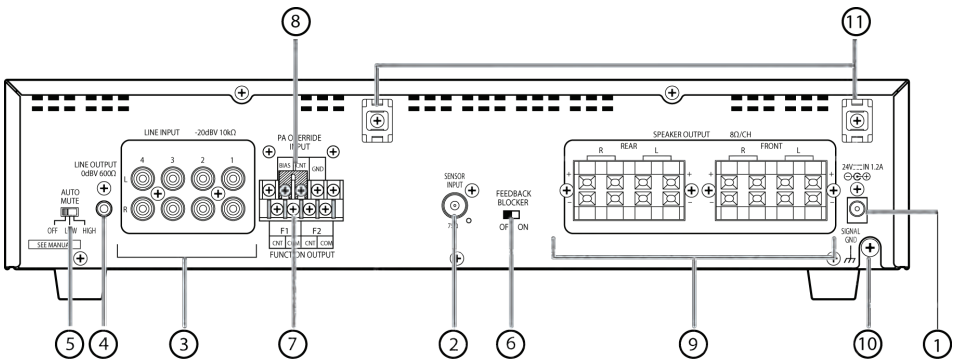 8
11
LINE INPUT -20dBV 10kΩ
4 3 2 1
L
R
LINE OUTPUT
0dBV 600Ω
AUTO
MUTE
OFF LOW HIGH
SEE MANUAL
PA OVERRIDE
INPUT
BIAS CNT GND
F1 F2
CNT COM CNT COM
FUNCTION OUTPUT
SENSOR
INPUT
75Ω
FEEDBACK
BLOCKER
OFF ON
SPEAKER OUTPUT 8Ω/CH
REAR FRONT
R L R L
+ + + +
- - - -
24V IN 1.2A
SIGNAL
GND
5 4 3 7 2 6 9 10 1